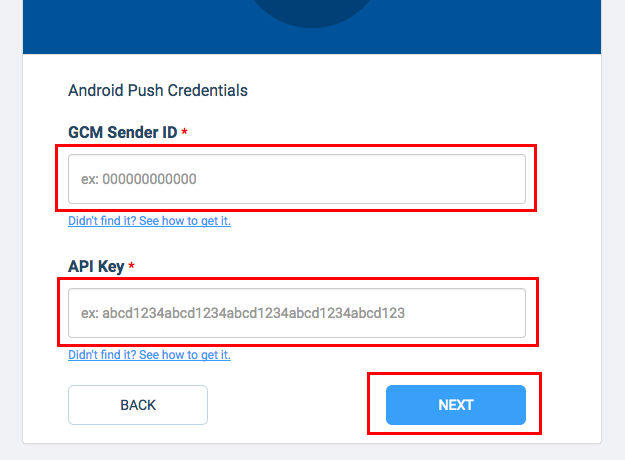 Android Push Credentials
GCM Sender ID *
ex: 000000000000
Didn't find it? See how to get it.
API Key *
ex: abcd1234abcd1234abcd1234abcd1234abcd123
Didn't find it? See how to get it.
BACK NEXT